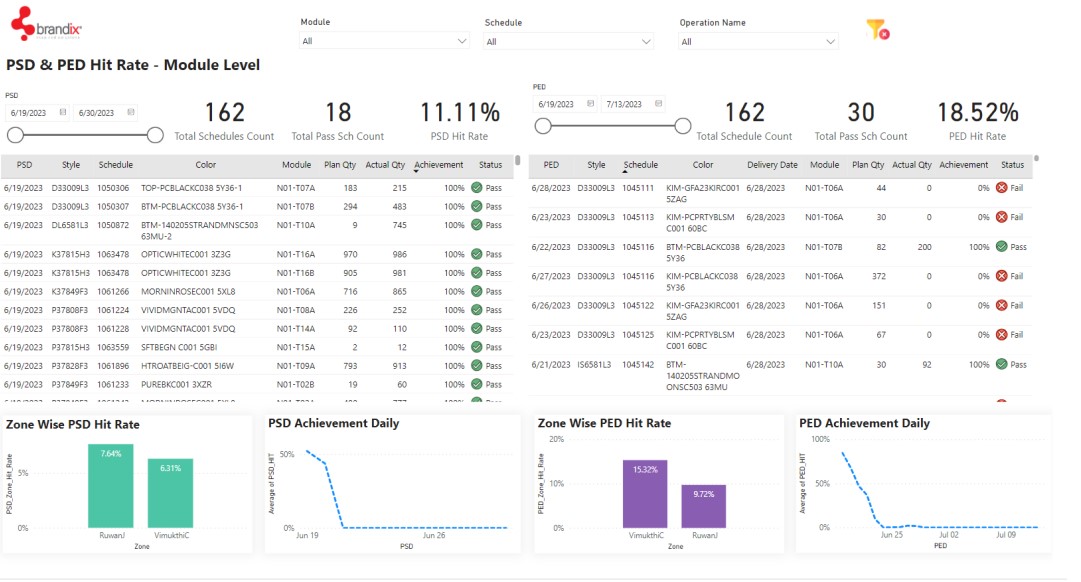 brandix
Module
Schedule
Operation Name
All
All
All
PSD & PED Hit Rate - Module Level
PSD
6/19/2023 6/30/2023
162
Total Schedules Count
18
Total Pass Sch Count
11.11%
PSD Hit Rate
PED
6/19/2023 7/13/2023
162
Total Schedule Count
30
Total Pass Sch Count
18.52%
PED Hit Rate
PSD Style Schedule Color Module Plan Qty Actual Qty Achievement Status
6/19/2023 D33009L3 1050306 TOP-PCBLACKC038 5Y36-1 N01-T07A 183 215 100% Pass
6/19/2023 D33009L3 1050307 BTM-PCBLACKC038 5Y36-1 N01-T07B 294 483 100% Pass
6/19/2023 DL6581L3 1050872 BTM-140205STRANDMNSC503 N01-T10A 9 745 100% Pass
63MU-2
6/19/2023 K37815H3 1063478 OPTICWHITEC001 3Z3G N01-T16A 970 986 100% Pass
6/19/2023 K37815H3 1063478 OPTICWHITEC001 3Z3G N01-T16B 905 981 100% Pass
6/19/2023 K37849F3 1061266 MORNINROSEC001 5XL8 N01-T06A 716 865 100% Pass
6/19/2023 P37808F3 1061224 VIVIDMGNTAC001 5VDQ N01-T08A 226 252 100% Pass
6/19/2023 P37808F3 1061228 VIVIDMGNTAC001 5VDQ N01-T14A 92 110 100% Pass
6/19/2023 P37815H3 1063559 SFTBEGN C001 5GBI N01-T15A 2 12 100% Pass
6/19/2023 P37828F3 1061896 HTROATBEIG-C001 5I6W N01-T09A 793 913 100% Pass
6/19/2023 P37849F3 1061233 PUREBKC001 3XZR N01-T02B 19 60 100% Pass
PED Style Schedule Color Delivery Date Module Plan Qty Actual Qty Achievement Status
6/28/2023 D33009L3 1045111 KIM-GFA23KIRC001 6/28/2023 N01-T06A 44 0 0% Fail
5ZAG
6/23/2023 D33009L3 1045113 KIM-PCPRTYBLSM 6/28/2023 N01-T06A 30 0 0% Fail
C001 60BC
6/22/2023 D33009L3 1045116 BTM-PCBLACKC038 6/28/2023 N01-T07B 82 200 100% Pass
5Y36
6/27/2023 D33009L3 1045116 KIM-PCBLACKC038 6/28/2023 N01-T06A 372 0 0% Fail
5Y36
6/26/2023 D33009L3 1045122 KIM-GFA23KIRC001 6/28/2023 N01-T06A 151 0 0% Fail
5ZAG
6/23/2023 D33009L3 1045125 KIM-PCPRTYBLSM 6/28/2023 N01-T06A 67 0 0% Fail
C001 60BC
6/21/2023 IS6581L3 1045142 BTM- 6/28/2023 N01-T10A 30 92 100% Pass
140205STRANDMO
ONSC503 63MU
Zone Wise PSD Hit Rate
PSD_Zone_Hit_Rate
5%
0%
7.64%
6.31%
RuwanJ
VimukthiC
Zone
PSD Achievement Daily
Average of PSD_HIT
50%
0%
Jun 19
Jun 26
PSD
Zone Wise PED Hit Rate
PED_Zone_Hit_Rate
20%
10%
0%
15.32%
9.72%
VimukthiC
RuwanJ
Zone
PED Achievement Daily
Average of PED_HIT
100%
50%
0%
Jun 25
Jul 02
Jul 09
PED